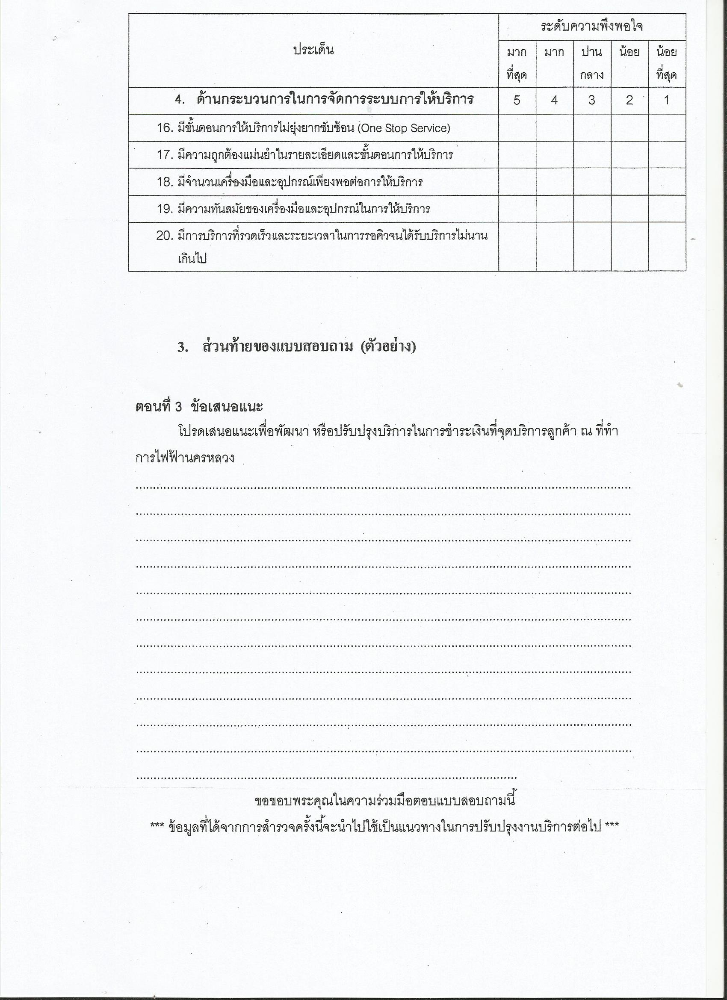 ระดับความพึงพอใจ
ประเด็น
มาก มาก ปาน น้อย น้อย
ที่สุด กลาง ที่สุด
4. ด้านกระบวนการในการจัดการระบบการให้บริการ 5 4 3 2 1
16. มีขั้นตอนการให้บริการไม่ยุ่งยากซับซ้อน (One Stop Service)
17. มีความถูกต้องแม่นยำในรายละเอียดและขั้นตอนการให้บริการ
18. มีจำนวนเครื่องมือและอุปกรณ์เพียงพอต่อการให้บริการ
19. มีความทันสมัยของเครื่องมือและอุปกรณ์ในการให้บริการ
20. มีการบริการที่รวดเร็วและระยะเวลาในการรอคิวจนได้รับบริการไม่นาน
เกินไป
3. ส่วนท้ายของแบบสอบถาม (ตัวอย่าง)
ตอนที่ 3 ข้อเสนอแนะ
โปรดเสนอแนะเพื่อพัฒนา หรือปรับปรุงบริการในการชำระเงินที่จุดบริการลูกค้า ณ ที่ทำ
การไฟฟ้านครหลวง
ขอขอบพระคุณในความร่วมมือตอบแบบสอบถามนี้
*** ข้อมูลที่ได้จากการสำรวจครั้งนี้จะนำไปใช้เป็นแนวทางในการปรับปรุงงานบริการต่อไป ***